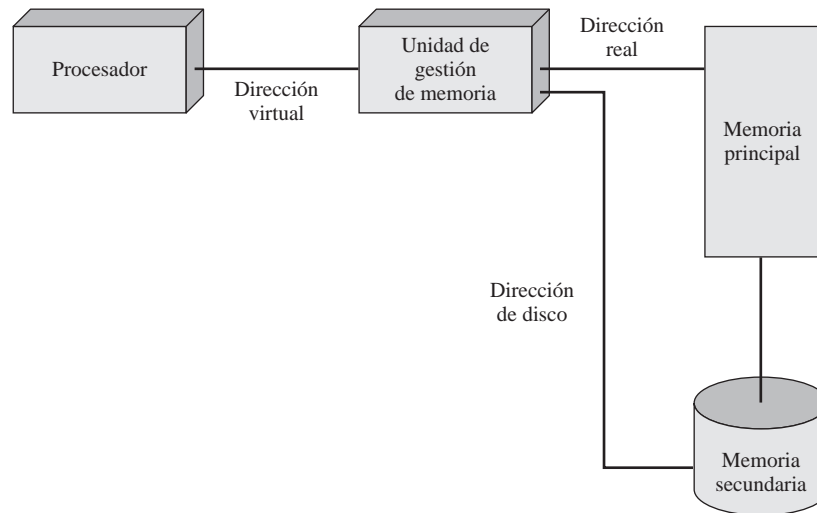 Procesador
Dirección
virtual
Unidad de
gestión
de memoria
Dirección
real
Memoria
principal
Dirección
de disco
Memoria
secundaria